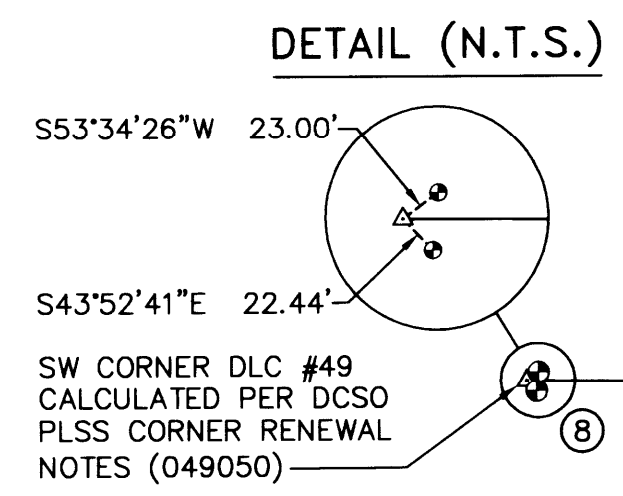 DETAIL (N.T.S.)
S53°34'26"W 23.00'
S43°52'41"E 22.44'
SW CORNER DLC #49
CALCULATED PER DCSO
PLSS CORNER RENEWAL
NOTES (049050)
8